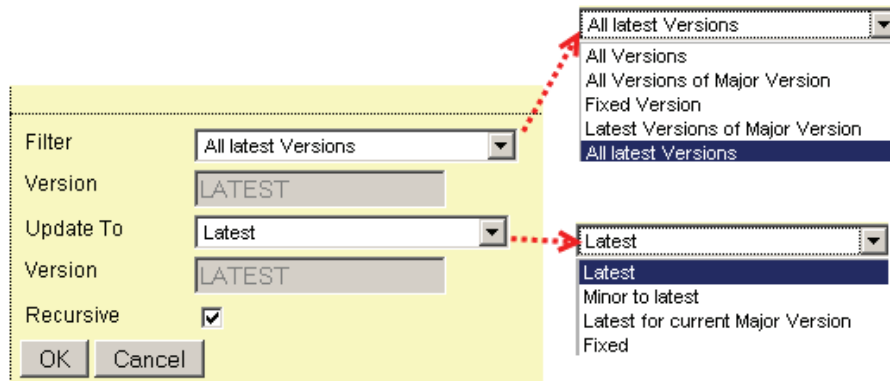 Filter
All latest Versions
Version
LATEST
Update To
Latest
Version
LATEST
Recursive
OK
Cancel
All latest Versions
All Versions
All Versions of Major Version
Fixed Version
Latest Versions of Major Version
All latest Versions
Latest
Latest
Minor to latest
Latest for current Major Version
Fixed